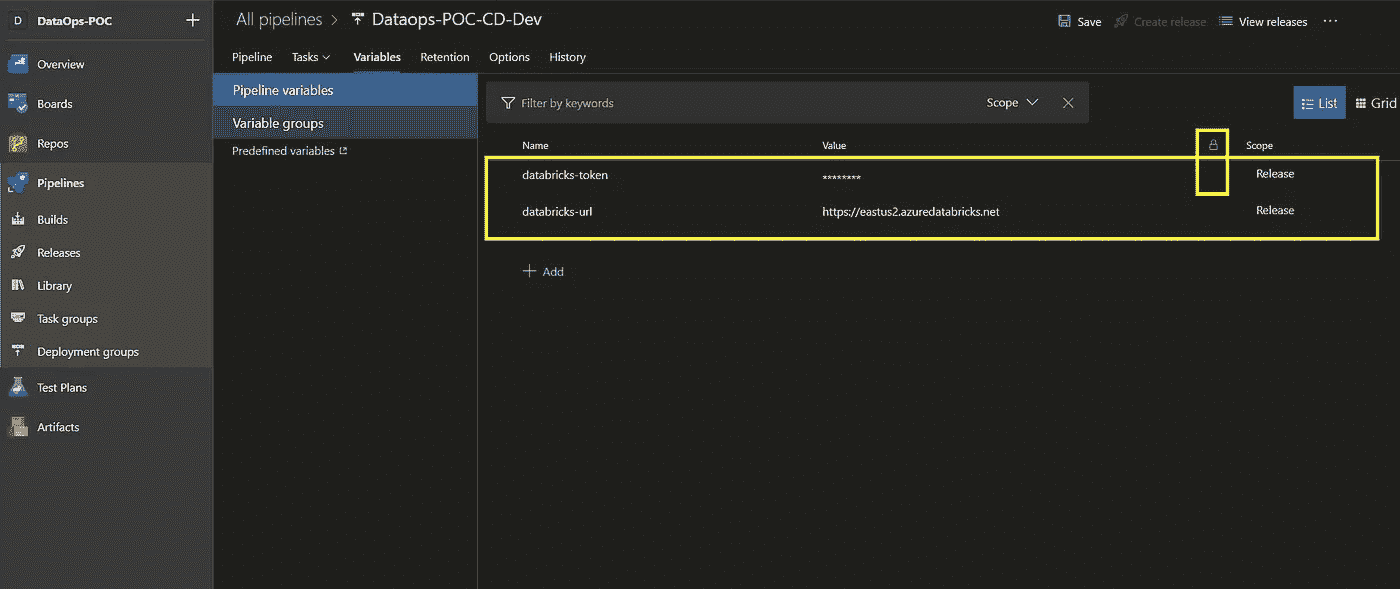 D DataOps-POC
All pipelines > Dataops-POC-CD-Dev
Save Create release View releases ...
Pipeline Tasks Variables Retention Options History
Overview
Boards
Repos
Pipelines
Builds
Releases
Library
Task groups
Deployment groups
Test Plans
Artifacts
Pipeline variables
Variable groups
Predefined variables
Filter by keywords Scope
List Grid
Name Value Scope
databricks-token ******** Release
databricks-url https://eastus2.azuredatabricks.net Release
+ Add